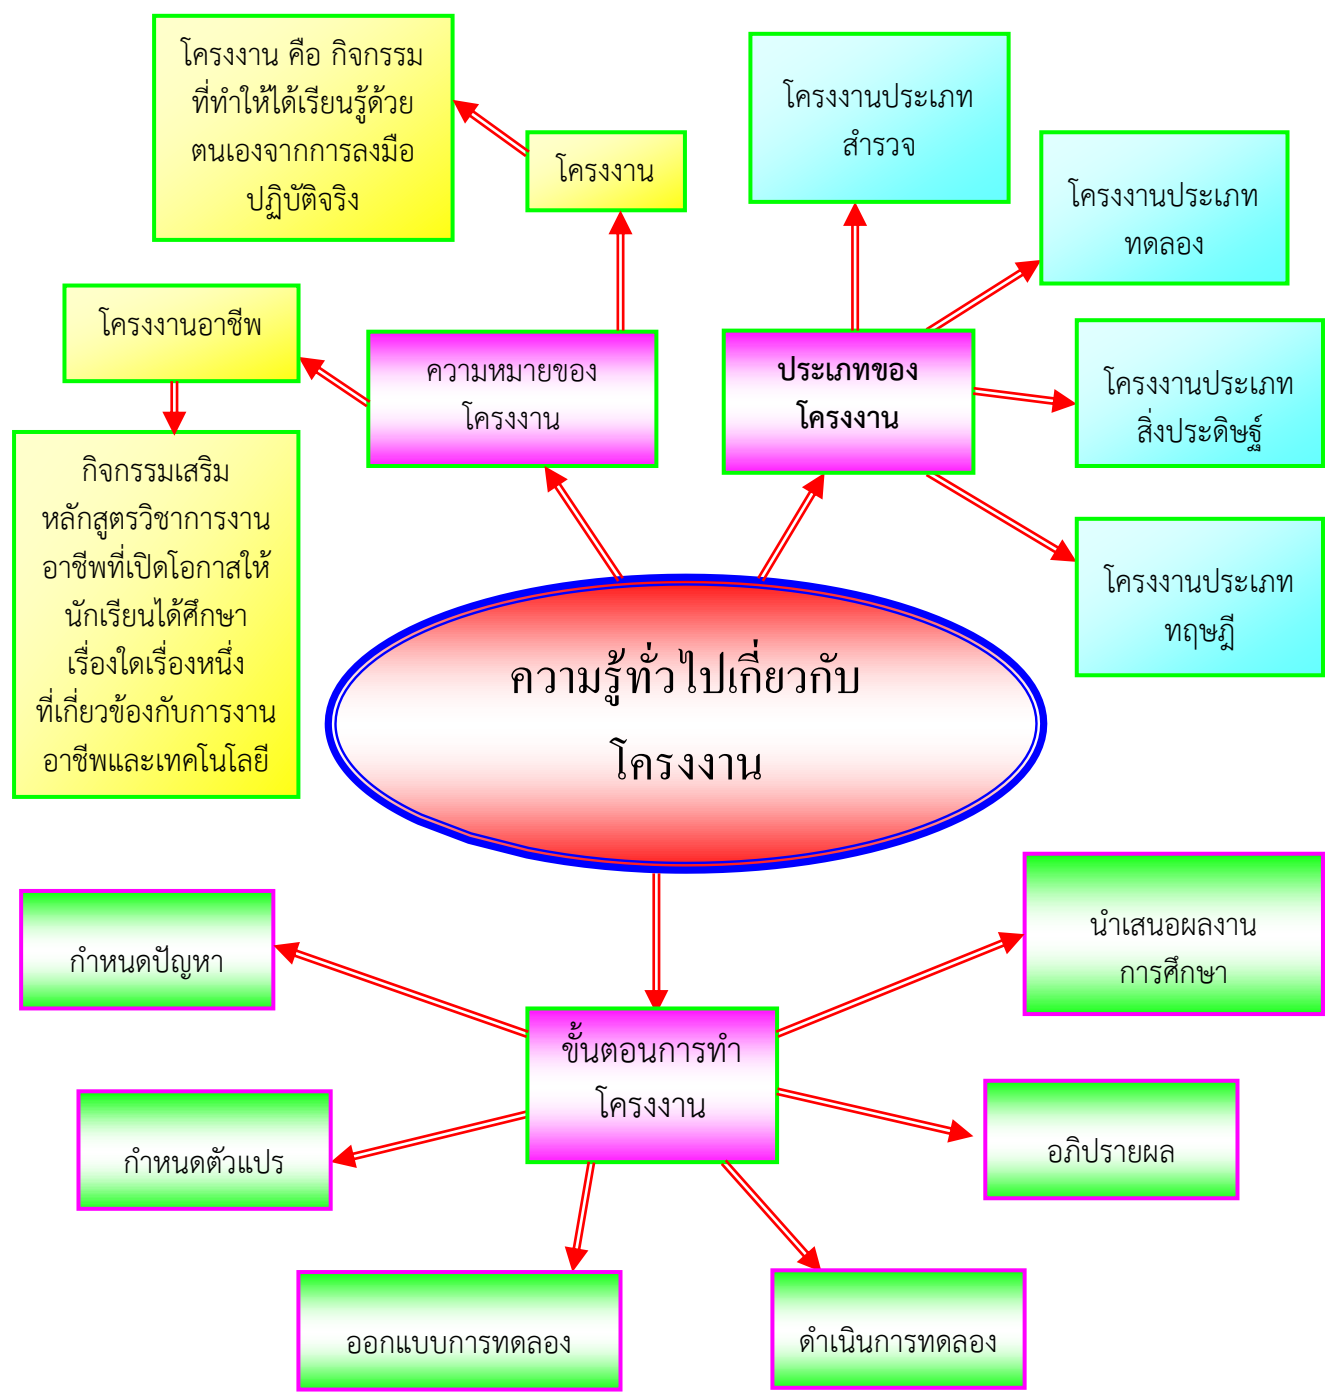 โครงงาน คือ กิจกรรม
ที่ทำให้ได้เรียนรู้ด้วย
ตนเองจากการลงมือ
ปฏิบัติจริง
โครงงาน
โครงงานประเภท
สำรวจ
โครงงานประเภท
ทดลอง
โครงงานอาชีพ
ความหมายของ
โครงงาน
ประเภทของ
โครงงาน
โครงงานประเภท
สิ่งประดิษฐ์
กิจกรรมเสริม
หลักสูตรวิชาการงาน
อาชีพที่เปิดโอกาสให้
นักเรียนได้ศึกษา
เรื่องใดเรื่องหนึ่ง
ที่เกี่ยวข้องกับการงาน
อาชีพและเทคโนโลยี
โครงงานประเภท
ทฤษฎี
ความรู้ทั่วไปเกี่ยวกับ
โครงงาน
กำหนดปัญหา
นำเสนอผลงาน
การศึกษา
ขั้นตอนการทำ
โครงงาน
กำหนดตัวแปร
อภิปรายผล
ออกแบบการทดลอง
ดำเนินการทดลอง